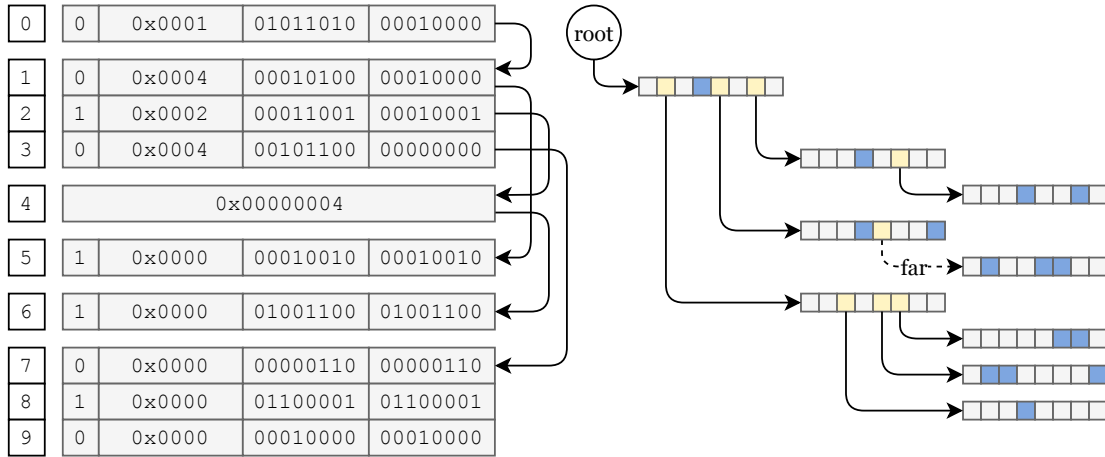 0 0 0x0001 01011010 00010000
root
1 0 0x0004 00010100 00010000
2 1 0x0002 00011001 00010001
3 0 0x0004 00101100 00000000
4 0x00000004
5 1 0x0000 00010010 00010010
far
6 1 0x0000 01001100 01001100
7 0 0x0000 00000110 00000110
8 1 0x0000 01100001 01100001
9 0 0x0000 00010000 00010000